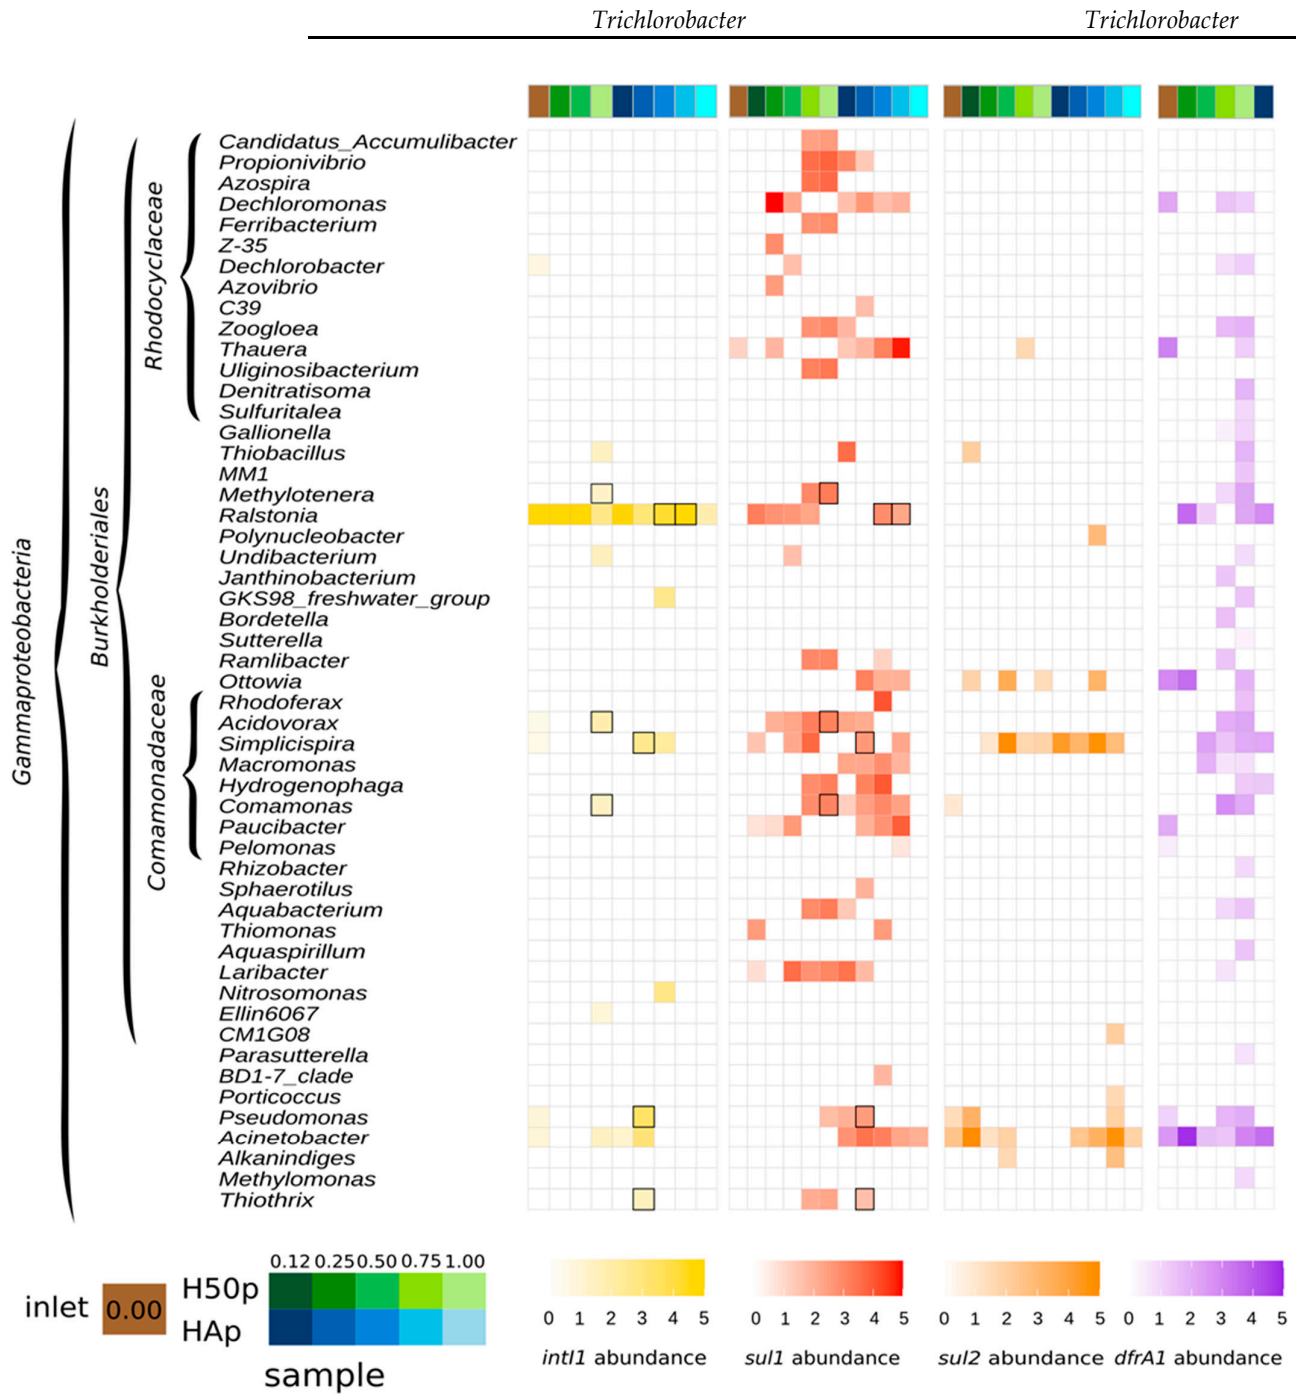 Trichlorobacter Trichlorobacter
Gammaproteobacteria
Burkholderiales
Rhodocyclaceae
Comamonadaceae
Candidatus_Accumulibacter
Propionivibrio
Azospira
Dechloromonas
Ferribacterium
Z-35
Dechlorobacter
Azovibrio
C39
Zoogloea
Thauera
Uliginosibacterium
Denitratisoma
Sulfuritalea
Gallionella
Thiobacillus
MM1
Methylotenera
Ralstonia
Polynucleobacter
Undibacterium
Janthinobacterium
GKS98_freshwater_group
Bordetella
Sutterella
Ramlibacter
Ottowia
Rhodoferax
Acidovorax
Simplicispira
Macromonas
Hydrogenophaga
Comamonas
Paucibacter
Pelomonas
Rhizobacter
Sphaerotilus
Aquabacterium
Thiomonas
Aquaspirillum
Laribacter
Nitrosomonas
Ellin6067
CM1G08
Parasutterella
BD1-7_clade
Porticoccus
Pseudomonas
Acinetobacter
Alkanindiges
Methylomonas
Thiothrix
0.12 0.25 0.50 0.75 1.00
inlet 0.00
H50p
HAp
sample
0 1 2 3 4 5 0 1 2 3 4 5 0 1 2 3 4 5 0 1 2 3 4 5
intI1 abundance sul1 abundance sul2 abundance dfrA1 abundance